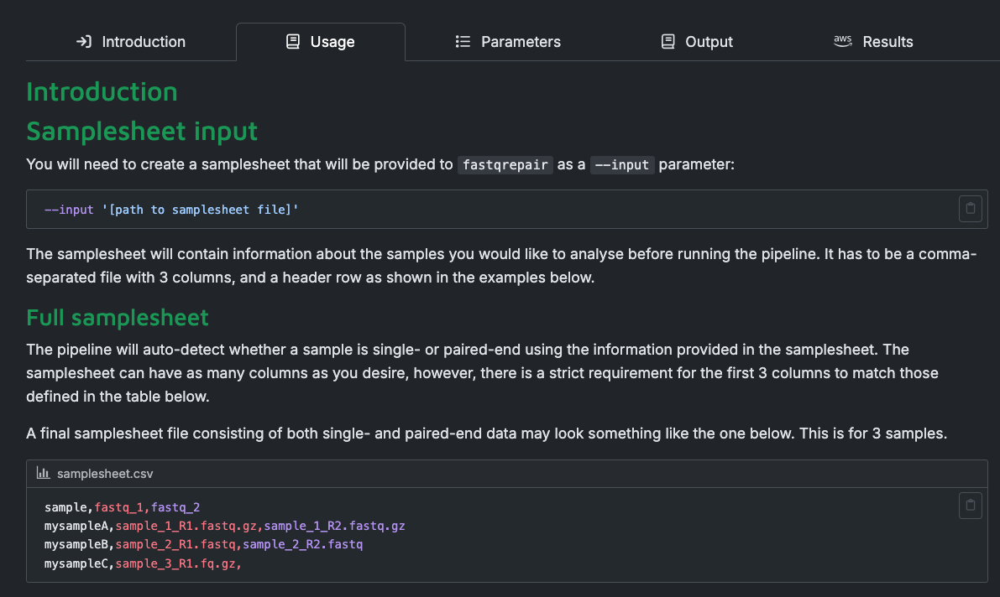 Introduction Usage Parameters Output aws Results
Introduction
Samplesheet input
You will need to create a samplesheet that will be provided to fastqrepair as a --input parameter:
--input '[path to samplesheet file]'
The samplesheet will contain information about the samples you would like to analyse before running the pipeline. It has to be a comma-
separated file with 3 columns, and a header row as shown in the examples below.
Full samplesheet
The pipeline will auto-detect whether a sample is single- or paired-end using the information provided in the samplesheet. The
samplesheet can have as many columns as you desire, however, there is a strict requirement for the first 3 columns to match those
defined in the table below.
A final samplesheet file consisting of both single- and paired-end data may look something like the one below. This is for 3 samples.
samplesheet.csv
sample,fastq_1,fastq_2
mysampleA,sample_1_R1.fastq.gz,sample_1_R2.fastq.gz
mysampleB,sample_2_R1.fastq,sample_2_R2.fastq
mysampleC,sample_3_R1.fq.gz,